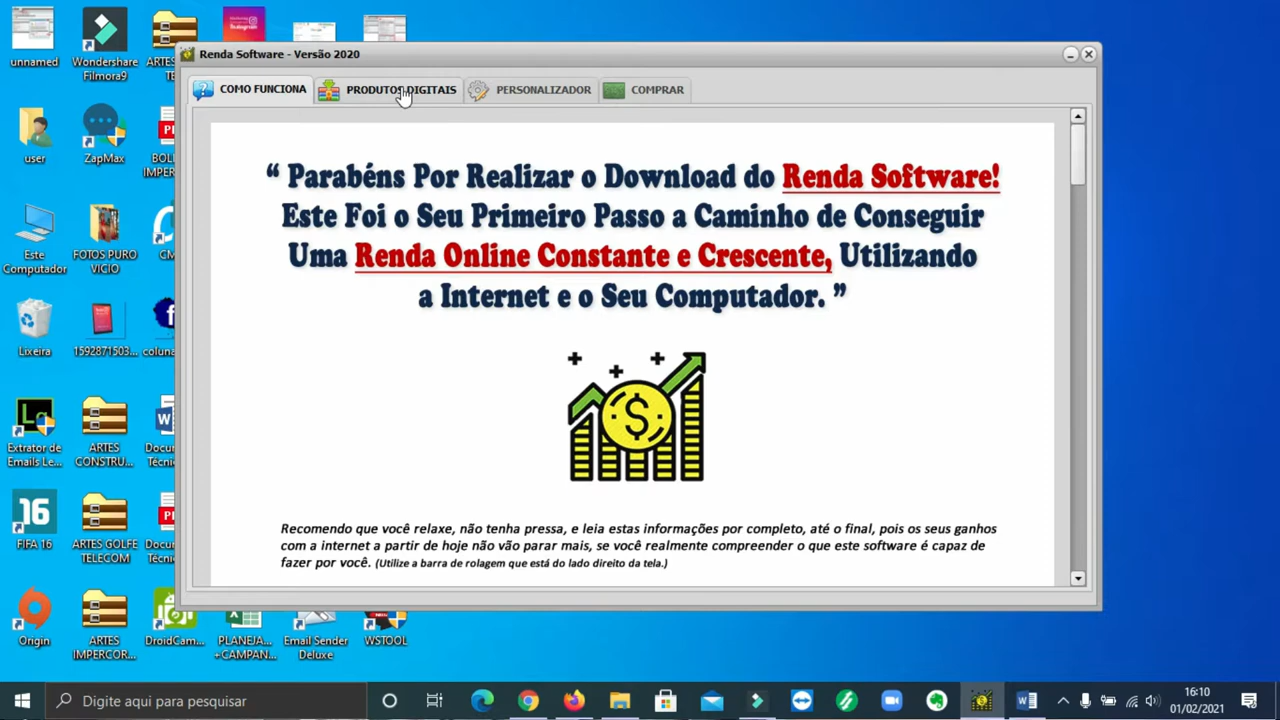 unnamed
Wondershare Filmora9
ARTES
Renda Software - Versão 2020
COMO FUNCIONA
PRODUTOS DIGITAIS
PERSONALIZADOR
COMPRAR
“ Parabéns Por Realizar o Download do Renda Software!
Este Foi o Seu Primeiro Passo a Caminho de Conseguir
Uma Renda Online Constante e Crescente, Utilizando
a Internet e o Seu Computador. ”
Recomendo que você relaxe, não tenha pressa, e leia estas informações por completo, até o final, pois os seus ganhos
com a internet a partir de hoje não vão parar mais, se você realmente compreender o que este software é capaz de
fazer por você. (Utilize a barra de rolagem que está do lado direito da tela.)
user
ZapMax
Este
Computador
FOTOS PURO
VICIO
Lixeira
1592871503...
Extrator de
Emails Le...
ARTES
CONSTRU...
16
FIFA 16
ARTES GOLFE
TELECOM
Origin
ARTES
IMPERCOR...
DroidCam...
PLANEJA...
+CAMPAN...
Email Sender
Deluxe
WSTOOL
Digite aqui para pesquisar
16:10
01/02/2021